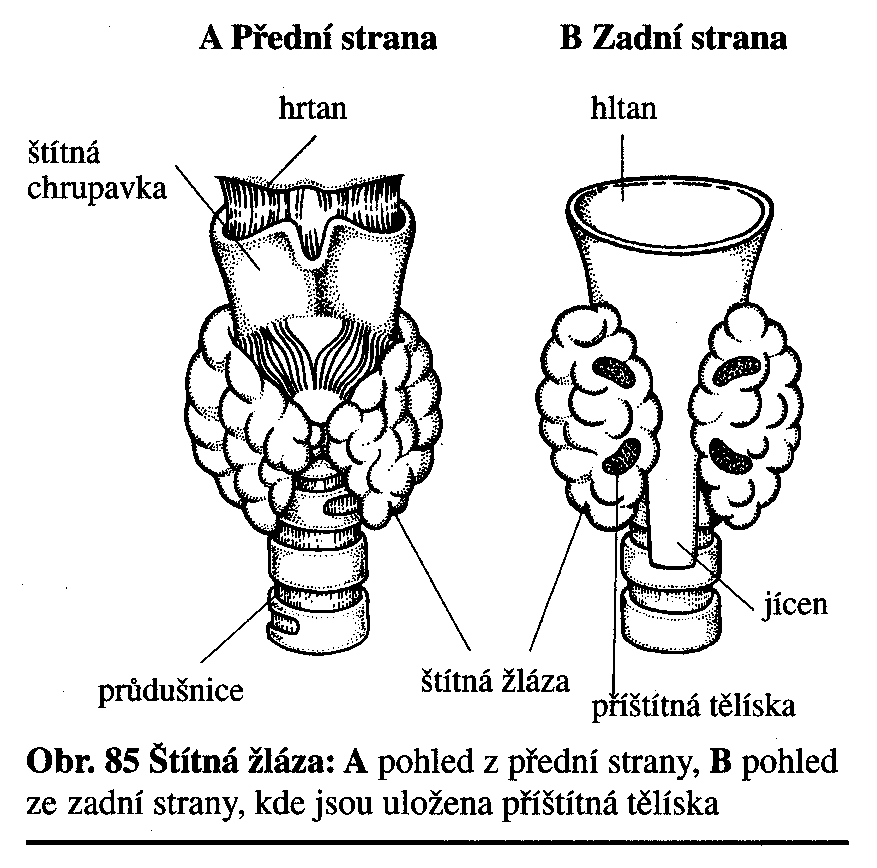 A Přední strana
B Zadní strana
hrtan
hltan
štítná
chrupavka
jícen
průdušnice
štítná žláza
příštítná tělíska
Obr. 85 Štítná žláza: A pohled z přední strany, B pohled
ze zadní strany, kde jsou uložena příštítná tělíska